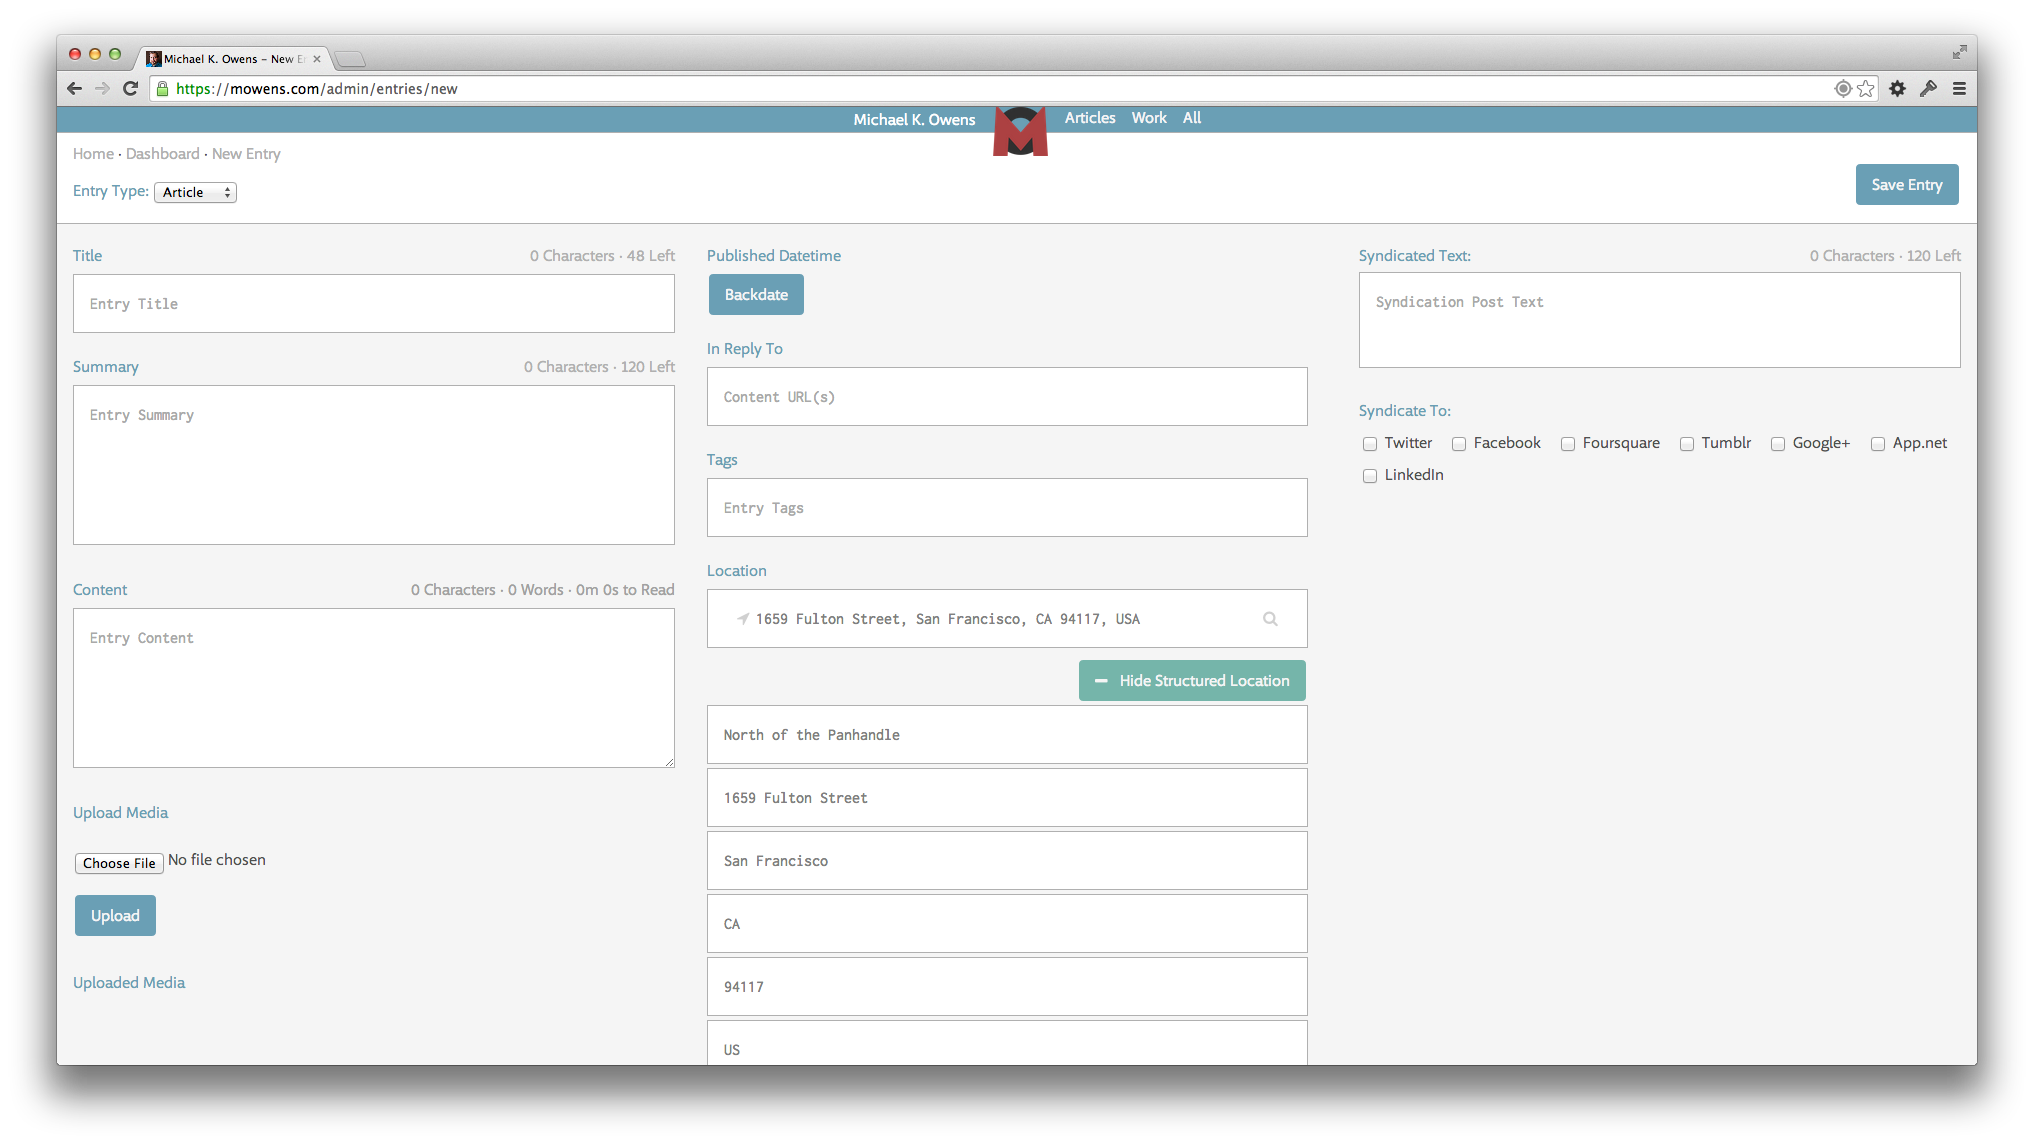 Michael K. Owens – New E
https://mowens.com/admin/entries/new
Michael K. Owens
M
Articles Work All
Home · Dashboard · New Entry
Entry Type: Article
Save Entry
Title
0 Characters · 48 Left
Entry Title
Summary
0 Characters · 120 Left
Entry Summary
Content
0 Characters · 0 Words · 0m 0s to Read
Entry Content
Upload Media
Choose File No file chosen
Upload
Uploaded Media
Published Datetime
Backdate
In Reply To
Content URL(s)
Tags
Entry Tags
Location
1659 Fulton Street, San Francisco, CA 94117, USA
Hide Structured Location
North of the Panhandle
1659 Fulton Street
San Francisco
CA
94117
US
Syndicated Text:
0 Characters · 120 Left
Syndication Post Text
Syndicate To:
Twitter Facebook Foursquare Tumblr Google+ App.net
LinkedIn